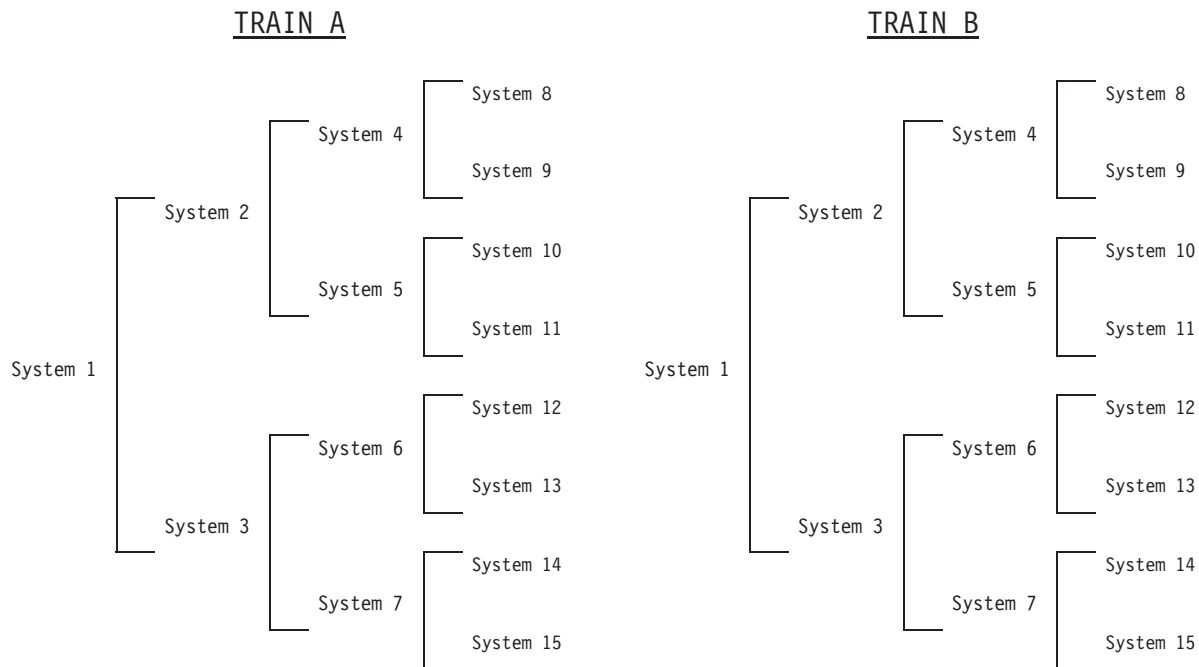 TRAIN A
TRAIN B
System 8
System 8
System 4
System 4
System 9
System 9
System 2
System 2
System 10
System 10
System 5
System 5
System 11
System 11
System 1
System 1
System 12
System 12
System 6
System 6
System 13
System 13
System 3
System 3
System 14
System 14
System 7
System 7
System 15
System 15